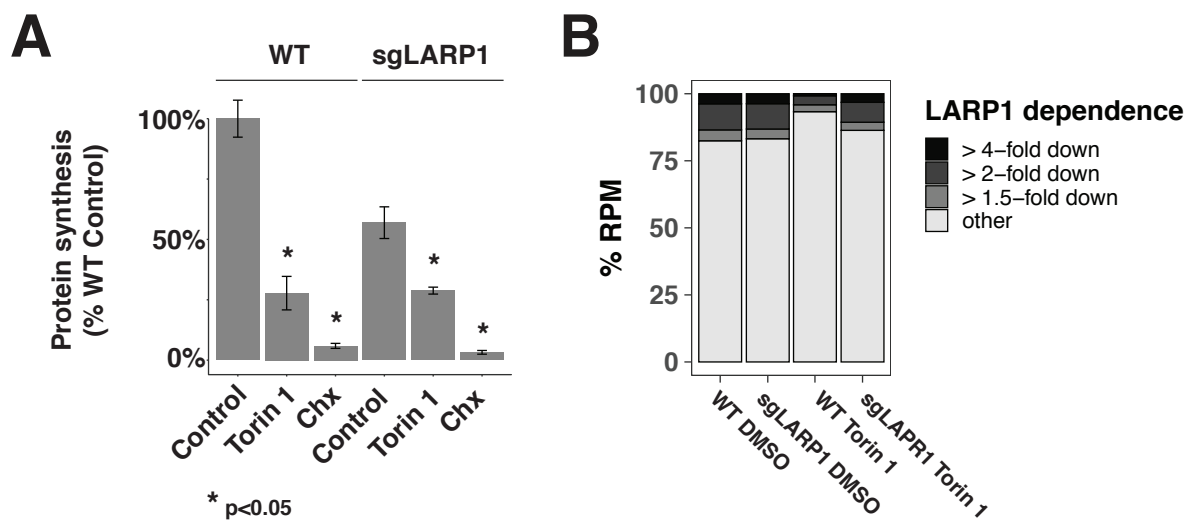 A
WT
sgLARP1
Protein synthesis
(% WT Control)
100%
50%
0%
*
*
*
*
Control
Torin 1
Chx
Control
Torin 1
Chx
* p<0.05
B
% RPM
100
75
50
25
0
WT DMSO
sgLARP1 DMSO
WT Torin 1
sgLAPR1 Torin 1
LARP1 dependence
> 4−fold down
> 2−fold down
> 1.5−fold down
other